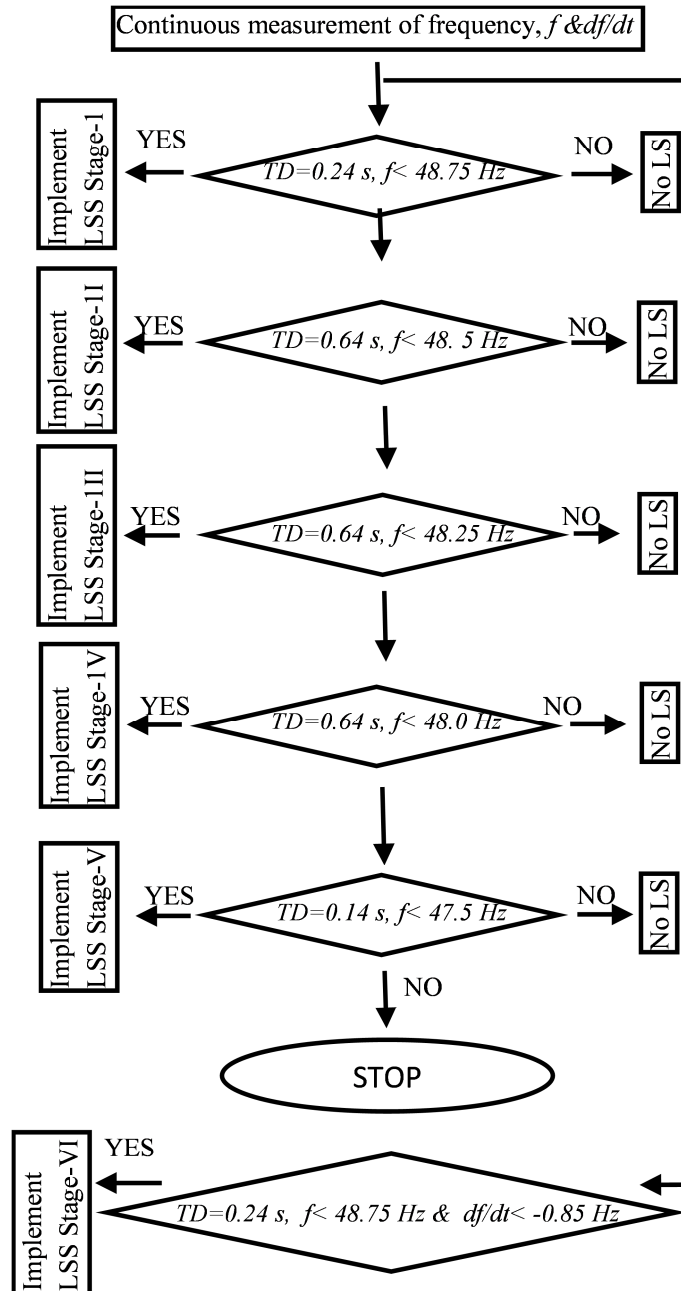 Continuous measurement of frequency, f &df/dt
Implement
LSS Stage-1
YES
TD=0.24 s, f< 48.75 Hz
NO
No LS
Implement
LSS Stage-1I
YES
TD=0.64 s, f< 48. 5 Hz
NO
No LS
Implement
LSS Stage-1II
YES
TD=0.64 s, f< 48.25 Hz
NO
No LS
Implement
LSS Stage-1V
YES
TD=0.64 s, f< 48.0 Hz
NO
No LS
Implement
LSS Stage-V
YES
TD=0.14 s, f< 47.5 Hz
NO
No LS
NO
STOP
Implement
LSS Stage-VI
YES
TD=0.24 s, f< 48.75 Hz & df/dt< -0.85 Hz